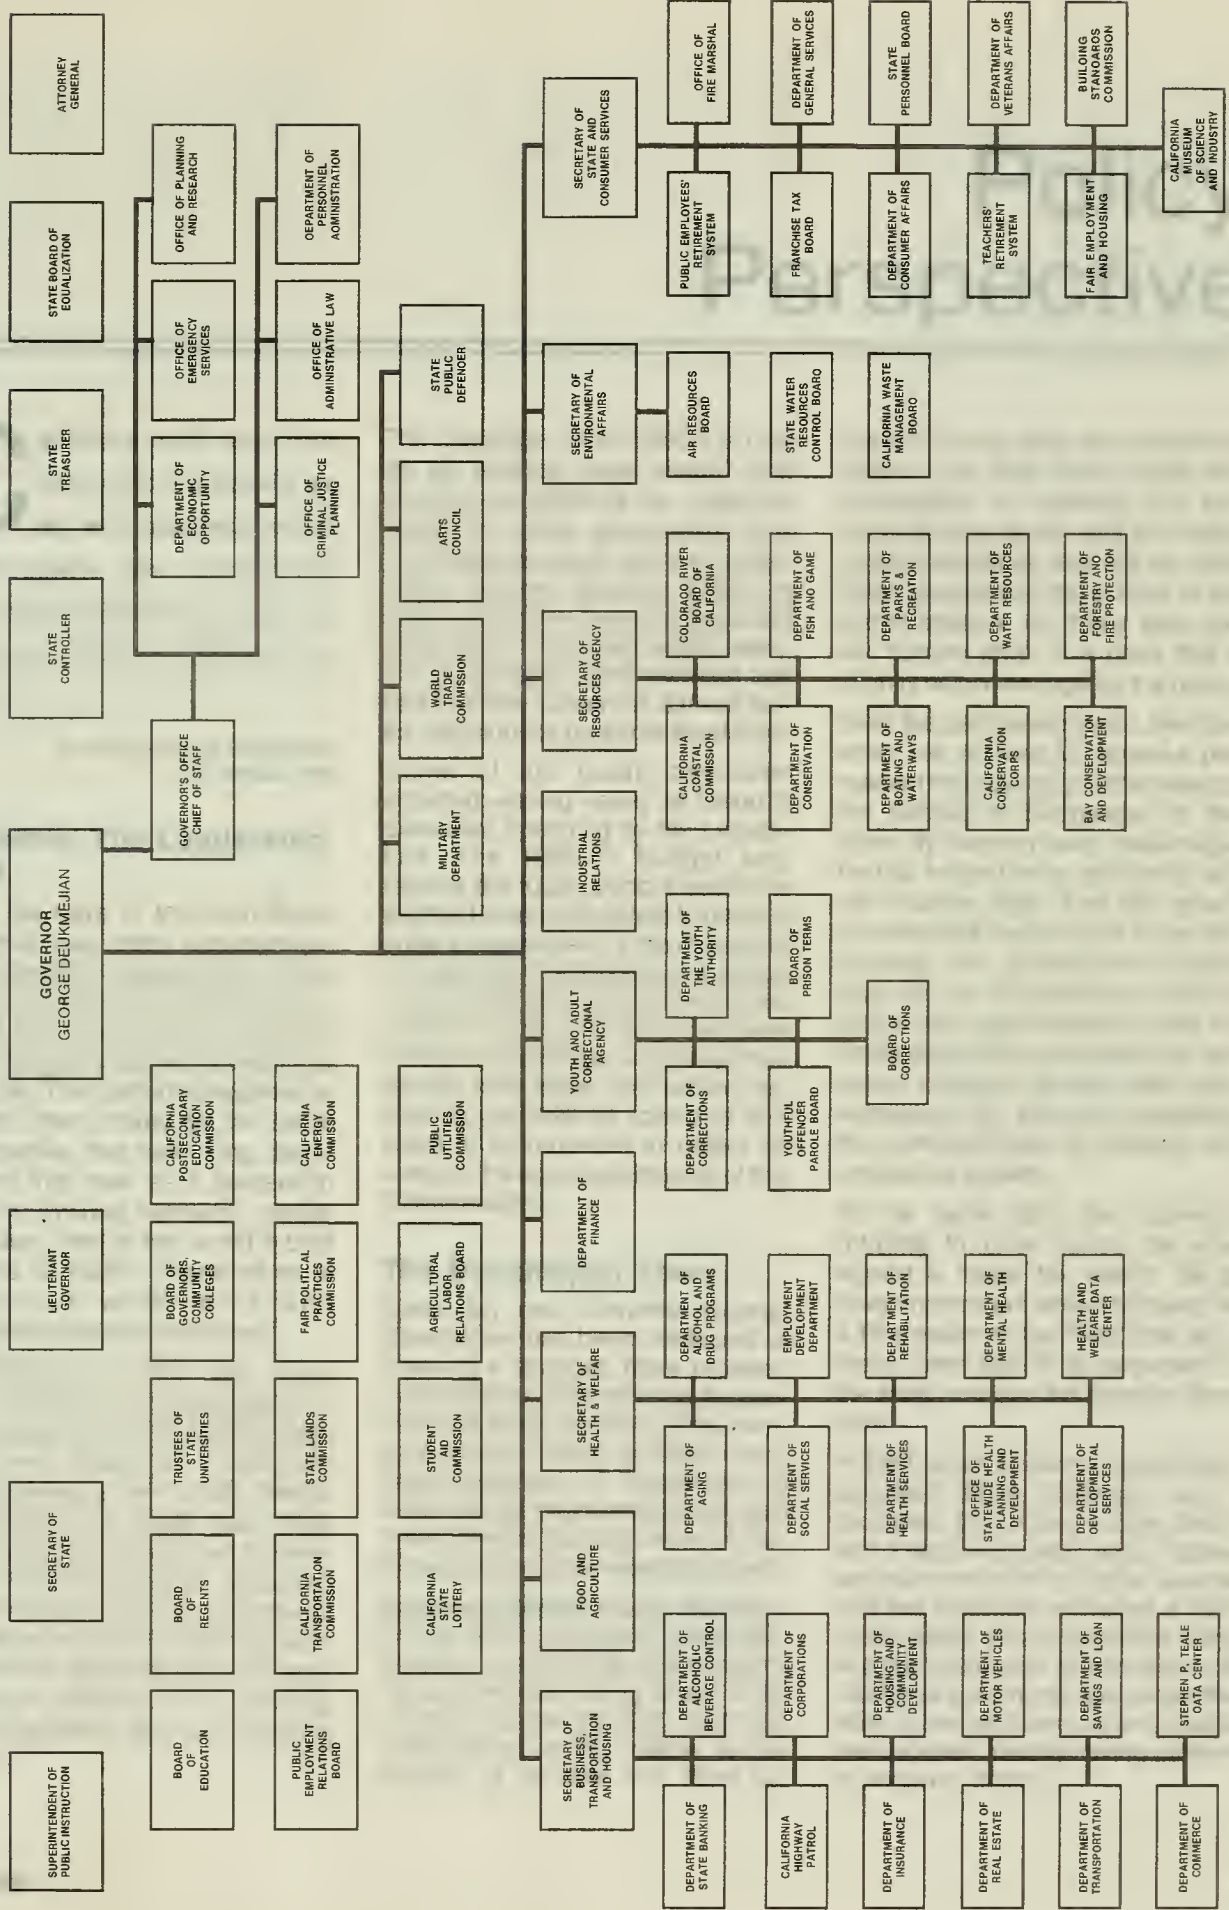 SUPERINTENDENT OF
PUBLIC INSTRUCTION
SECRETARY OF
STATE
LIEUTENANT
GOVERNOR
GOVERNOR
GEORGE DEUKMEJIAN
STATE
CONTROLLER
STATE
TREASURER
STATE BOARD OF
EQUALIZATION
ATTORNEY
GENERAL
BOARD
OF
EDUCATION
BOARD
OF
REGENTS
TRUSTEES OF
STATE
UNIVERSITIES
BOARD OF
GOVERNORS,
COMMUNITY
COLLEGES
CALIFORNIA
POSTSECONDARY
EDUCATION
COMMISSION
GOVERNOR'S OFFICE
CHIEF OF STAFF
DEPARTMENT OF
ECONOMIC
OPPORTUNITY
OFFICE OF
EMERGENCY
SERVICES
OFFICE OF PLANNING
AND RESEARCH
PUBLIC
EMPLOYMENT
RELATIONS
BOARD
CALIFORNIA
TRANSPORTATION
COMMISSION
STATE LANDS
COMMISSION
FAIR POLITICAL
PRACTICES
COMMISSION
CALIFORNIA
ENERGY
COMMISSION
OFFICE OF
CRIMINAL JUSTICE
PLANNING
OFFICE OF
ADMINISTRATIVE LAW
DEPARTMENT OF
PERSONNEL
ADMINISTRATION
CALIFORNIA
STATE
LOTTERY
STUDENT
AID
COMMISSION
AGRICULTURAL
LABOR
RELATIONS BOARD
PUBLIC
UTILITIES
COMMISSION
MILITARY
DEPARTMENT
WORLD
TRADE
COMMISSION
ARTS
COUNCIL
STATE
PUBLIC
DEFENDER
SECRETARY OF
BUSINESS,
TRANSPORTATION
AND HOUSING
FOOD AND
AGRICULTURE
SECRETARY OF
HEALTH & WELFARE
DEPARTMENT OF
FINANCE
YOUTH AND ADULT
CORRECTIONAL
AGENCY
INDUSTRIAL
RELATIONS
SECRETARY OF
RESOURCES AGENCY
SECRETARY OF
ENVIRONMENTAL
AFFAIRS
SECRETARY OF
STATE AND
CONSUMER SERVICES
DEPARTMENT OF
STATE BANKING
DEPARTMENT OF
ALCOHOLIC
BEVERAGE CONTROL
DEPARTMENT OF
AGING
DEPARTMENT OF
ALCOHOL AND
DRUG PROGRAMS
DEPARTMENT OF
CORRECTIONS
DEPARTMENT OF
THE YOUTH
AUTHORITY
CALIFORNIA
COASTAL
COMMISSION
COLORADO RIVER
BOARD OF
CALIFORNIA
AIR RESOURCES
BOARD
PUBLIC EMPLOYEES'
RETIREMENT
SYSTEM
OFFICE OF
FIRE MARSHAL
CALIFORNIA
HIGHWAY
PATROL
DEPARTMENT OF
CORPORATIONS
DEPARTMENT OF
SOCIAL SERVICES
EMPLOYMENT
DEVELOPMENT
DEPARTMENT
YOUTHFUL
OFFENDER
PAROLE BOARD
BOARD OF
PRISON TERMS
DEPARTMENT OF
CONSERVATION
DEPARTMENT OF
FISH AND GAME
STATE WATER
RESOURCES
CONTROL BOARD
FRANCHISE TAX
BOARD
DEPARTMENT OF
GENERAL SERVICES
DEPARTMENT OF
INSURANCE
DEPARTMENT OF
HOUSING AND
COMMUNITY
DEVELOPMENT
DEPARTMENT OF
HEALTH SERVICES
DEPARTMENT OF
REHABILITATION
BOARD OF
CORRECTIONS
DEPARTMENT OF
BOATING AND
WATERWAYS
DEPARTMENT OF
PARKS &
RECREATION
CALIFORNIA WASTE
MANAGEMENT
BOARD
DEPARTMENT OF
CONSUMER AFFAIRS
STATE
PERSONNEL BOARD
DEPARTMENT OF
REAL ESTATE
DEPARTMENT OF
MOTOR VEHICLES
OFFICE OF
STATEWIDE HEALTH
PLANNING AND
DEVELOPMENT
DEPARTMENT OF
MENTAL HEALTH
CALIFORNIA
CONSERVATION
CORPS
DEPARTMENT OF
WATER RESOURCES
TEACHERS'
RETIREMENT
SYSTEM
DEPARTMENT OF
VETERANS AFFAIRS
DEPARTMENT OF
TRANSPORTATION
DEPARTMENT OF
SAVINGS AND LOAN
DEPARTMENT OF
DEVELOPMENTAL
SERVICES
HEALTH AND
WELFARE DATA
CENTER
BAY CONSERVATION
AND DEVELOPMENT
DEPARTMENT OF
FORESTRY AND
FIRE PROTECTION
FAIR EMPLOYMENT
AND HOUSING
BUILDING
STANDARDS
COMMISSION
DEPARTMENT OF
COMMERCE
STEPHEN P. TEALE
DATA CENTER
CALIFORNIA
MUSEUM
OF SCIENCE
AND INDUSTRY